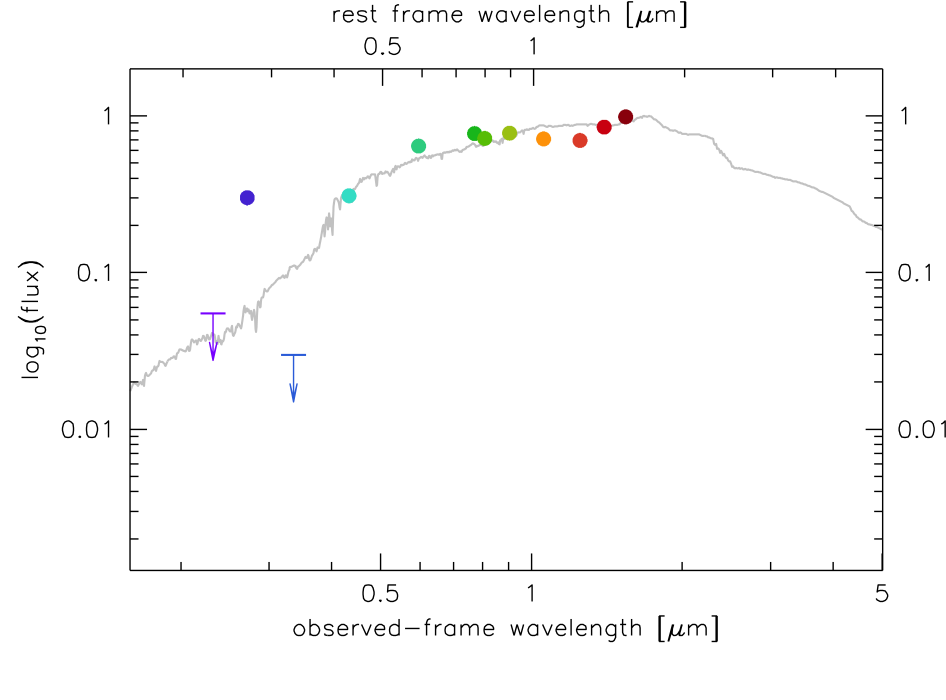 rest frame wavelength [μm]
0.5 1
1 1
0.1 0.1
0.01 0.01
log10(flux)
0.5 1 5
observed-frame wavelength [μm]